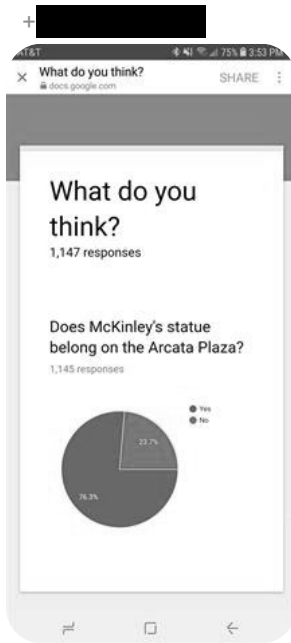 +
AT&T 75% 3:53 PM
What do you think?
SHARE
docs.google.com
What do you
think?
1,147 responses
Does McKinley's statue
belong on the Arcata Plaza?
1,145 responses
Yes
No
23.7%
76.3%